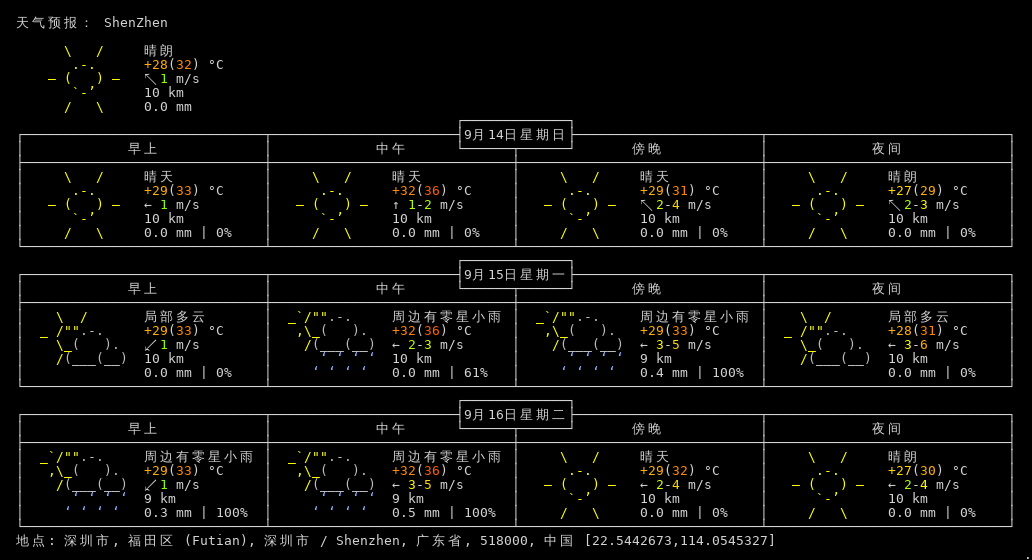 天气预报： ShenZhen
晴朗
+28(32) °C
↖ 1 m/s
10 km
0.0 mm
9月14日星期日
早上 中午 傍晚 夜间
晴天 晴天 晴天 晴朗
+29(33) °C +32(36) °C +29(31) °C +27(29) °C
← 1 m/s ↑ 1-2 m/s ↖ 2-4 m/s ↖ 2-3 m/s
10 km 10 km 10 km 10 km
0.0 mm | 0% 0.0 mm | 0% 0.0 mm | 0% 0.0 mm | 0%
9月15日星期一
早上 中午 傍晚 夜间
局部多云 周边有零星小雨 周边有零星小雨 局部多云
+29(33) °C +32(36) °C +29(33) °C +28(31) °C
↙ 1 m/s ← 2-3 m/s ← 3-5 m/s ← 3-6 m/s
10 km 10 km 9 km 10 km
0.0 mm | 0% 0.0 mm | 61% 0.4 mm | 100% 0.0 mm | 0%
9月16日星期二
早上 中午 傍晚 夜间
周边有零星小雨 周边有零星小雨 晴天 晴朗
+29(33) °C +32(36) °C +29(32) °C +27(30) °C
↙ 1 m/s ← 3-5 m/s ← 2-4 m/s ← 2-4 m/s
9 km 9 km 10 km 10 km
0.3 mm | 100% 0.5 mm | 100% 0.0 mm | 0% 0.0 mm | 0%
地点: 深圳市, 福田区 (Futian), 深圳市 / Shenzhen, 广东省, 518000, 中国 [22.5442673,114.0545327]